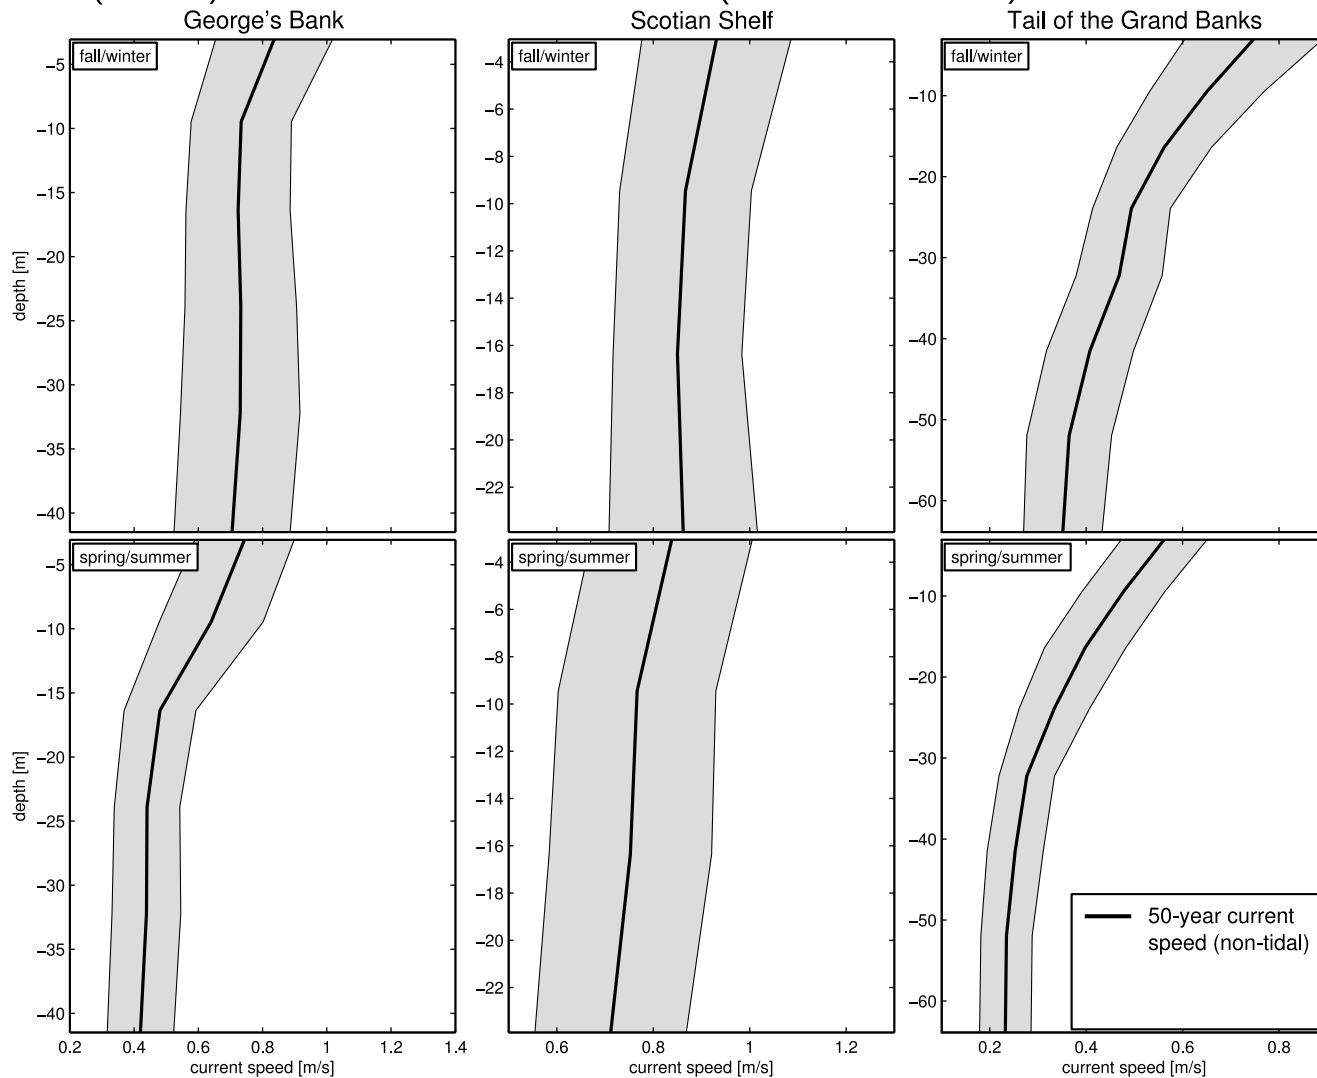 George's Bank
Scotian Shelf
Tail of the Grand Banks
fall/winter
−5
−10
−15
−20
−25
−30
−35
−40
depth [m]
fall/winter
−4
−6
−8
−10
−12
−14
−16
−18
−20
−22
fall/winter
−10
−20
−30
−40
−50
−60
spring/summer
−5
−10
−15
−20
−25
−30
−35
−40
depth [m]
0.2 0.4 0.6 0.8 1 1.2 1.4
current speed [m/s]
spring/summer
−4
−6
−8
−10
−12
−14
−16
−18
−20
−22
0.6 0.8 1 1.2
current speed [m/s]
spring/summer
−10
−20
−30
−40
−50
−60
0.2 0.4 0.6 0.8
current speed [m/s]
50-year current
speed (non-tidal)